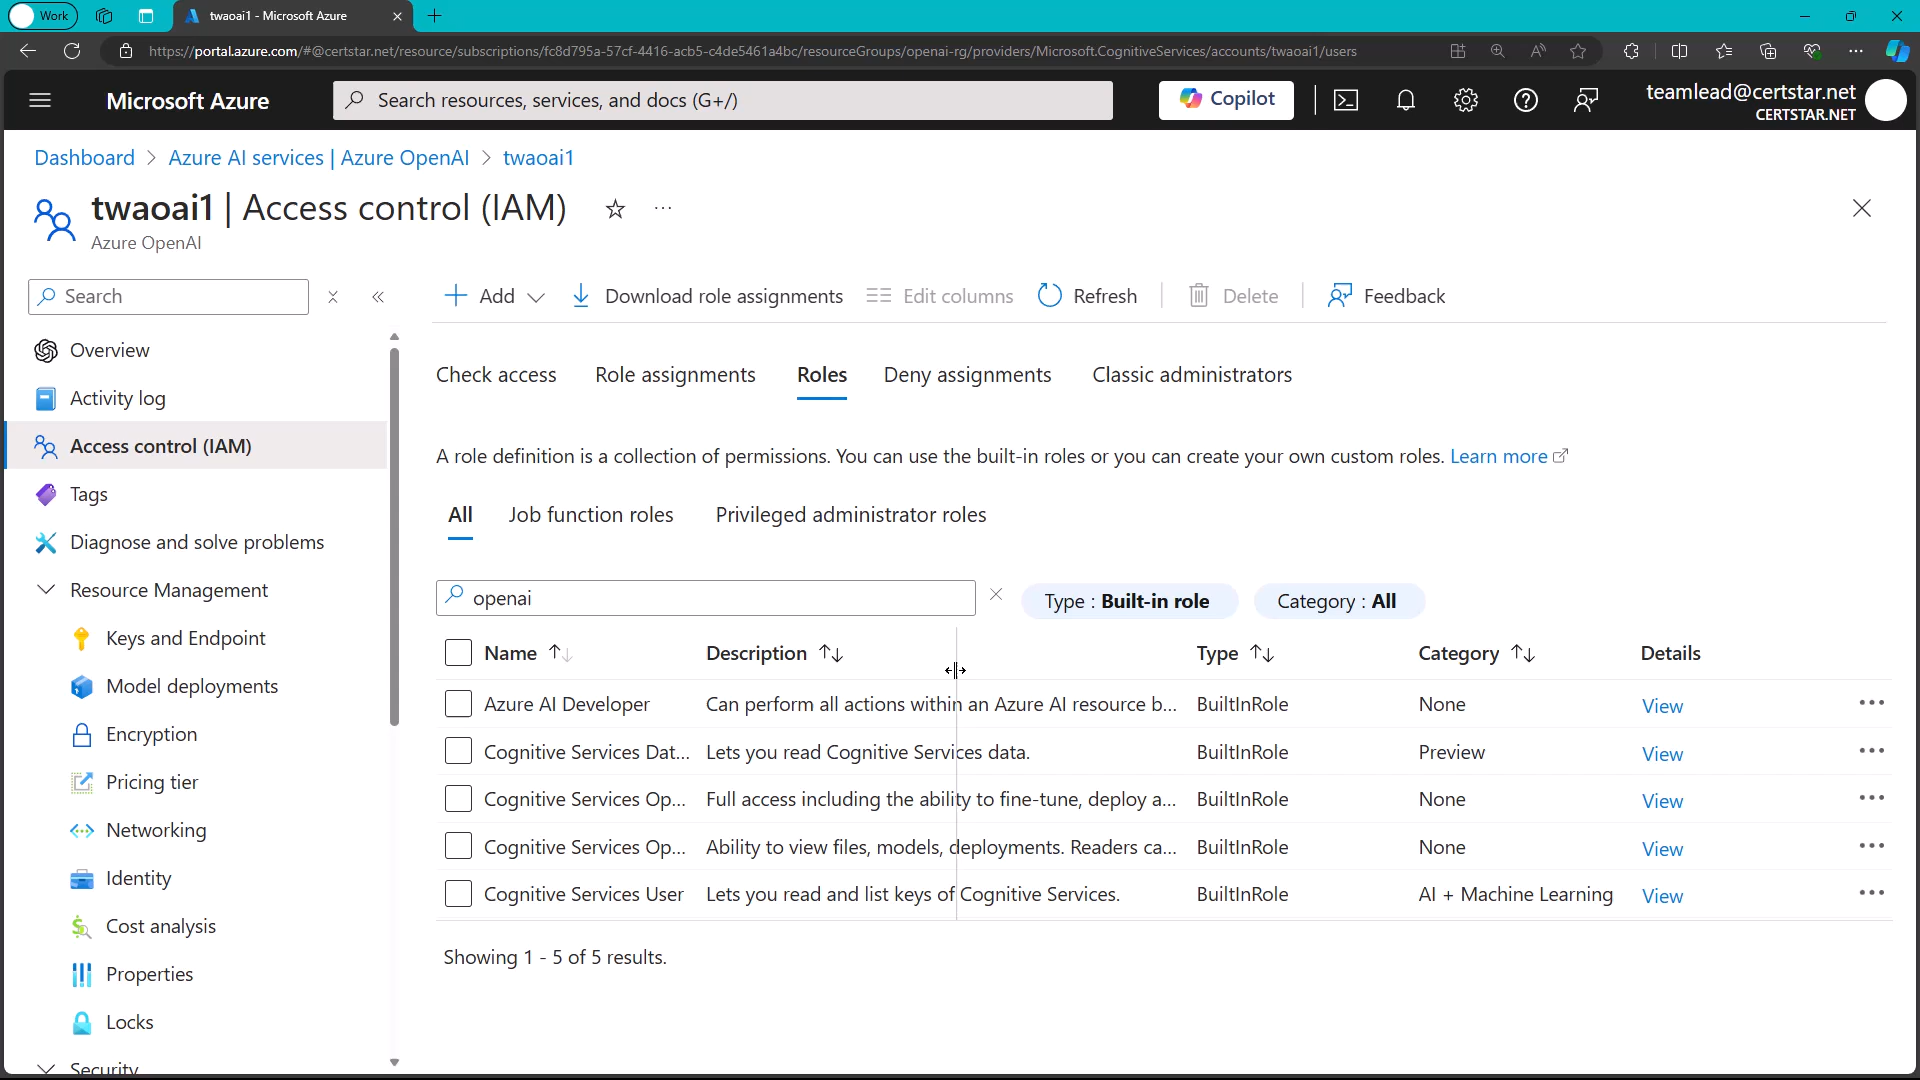 Work
twaoai1 - Microsoft Azure
https://portal.azure.com/#@certstar.net/resource/subscriptions/fc8d795a-57cf-4416-acb5-c4de5461a4bc/resourceGroups/openai-rg/providers/Microsoft.CognitiveServices/accounts/twaoai1/users
Microsoft Azure
Search resources, services, and docs (G+/)
Copilot
teamlead@certstar.net
CERTSTAR.NET
Dashboard > Azure AI services | Azure OpenAI > twaoai1
twaoai1 | Access control (IAM)
Azure OpenAI
Search
Overview
Activity log
Access control (IAM)
Tags
Diagnose and solve problems
Resource Management
Keys and Endpoint
Model deployments
Encryption
Pricing tier
Networking
Identity
Cost analysis
Properties
Locks
Security
Add
Download role assignments
Edit columns
Refresh
Delete
Feedback
Check access
Role assignments
Roles
Deny assignments
Classic administrators
A role definition is a collection of permissions. You can use the built-in roles or you can create your own custom roles. Learn more
All
Job function roles
Privileged administrator roles
openai
Type : Built-in role
Category : All
Name Description Type Category Details
Azure AI Developer Can perform all actions within an Azure AI resource b... BuiltInRole None View
Cognitive Services Dat... Lets you read Cognitive Services data. BuiltInRole Preview View
Cognitive Services Op... Full access including the ability to fine-tune, deploy a... BuiltInRole None View
Cognitive Services Op... Ability to view files, models, deployments. Readers ca... BuiltInRole None View
Cognitive Services User Lets you read and list keys of Cognitive Services. BuiltInRole AI + Machine Learning View
Showing 1 - 5 of 5 results.